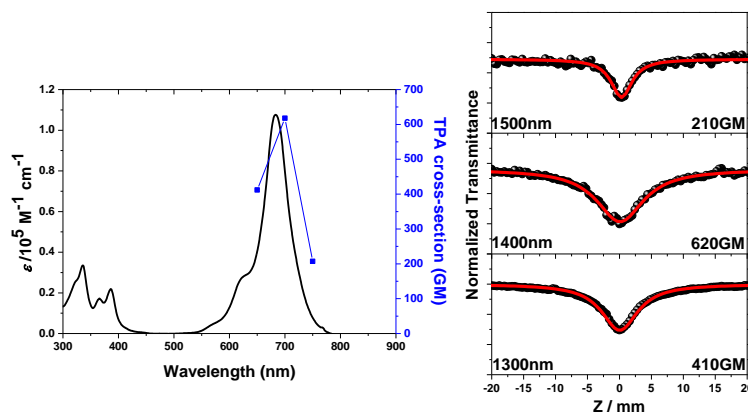 1.2
1.0
0.8
0.6
0.4
0.2
0.0
300 400 500 600 700 800 900
Wavelength (nm)
ε /10⁵ M⁻¹ cm⁻¹
700
600
500
400
300
200
100
0
TPA cross-section (GM)
Normalized Transmittance
1500nm 210GM
1400nm 620GM
1300nm 410GM
-20 -15 -10 -5 0 5 10 15 20
Z / mm